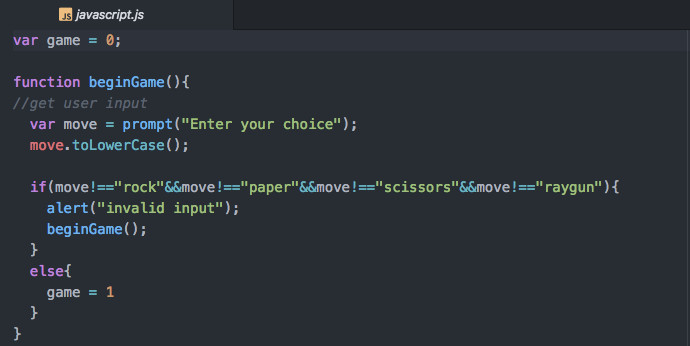 JS javascript.js
var game = 0;
function beginGame(){
//get user input
var move = prompt("Enter your choice");
move.toLowerCase();
if(move!=="rock"&&move!=="paper"&&move!=="scissors"&&move!=="raygun"){
alert("invalid input");
beginGame();
}
else{
game = 1
}
}